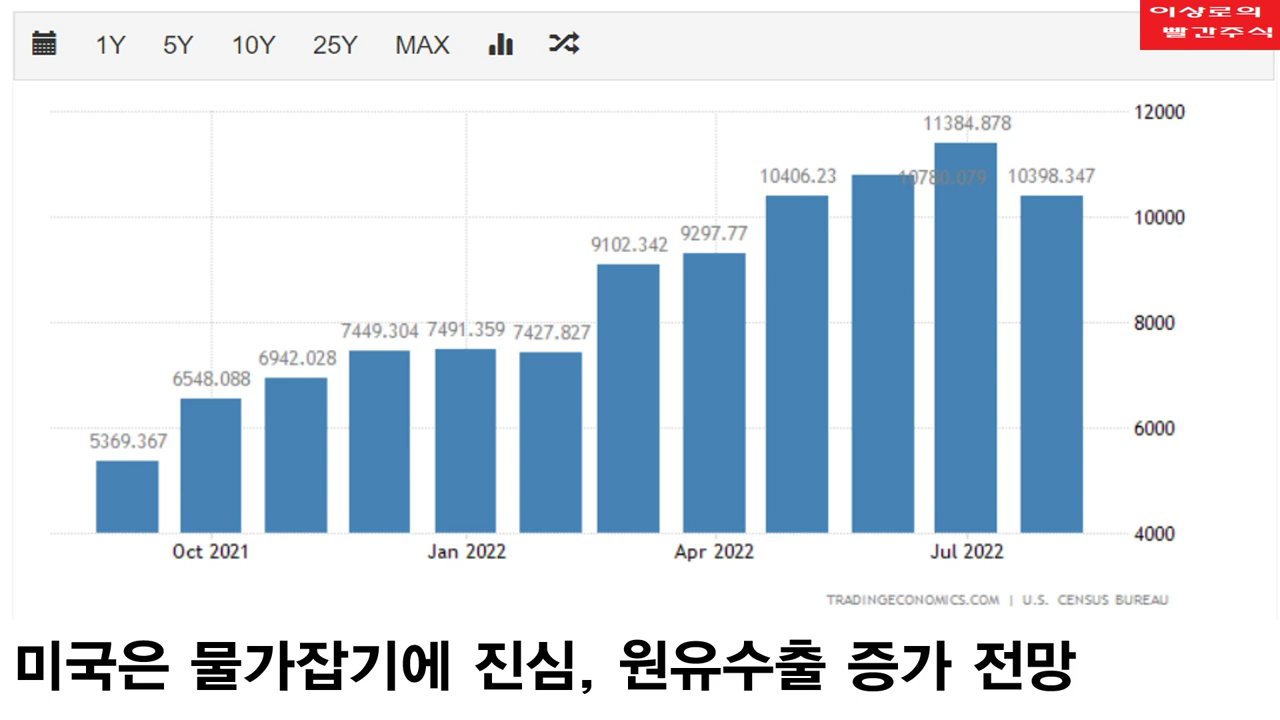 이상로의
빨간주식
1Y 5Y 10Y 25Y MAX
12000
11384.878
10406.23 10780.079 10398.347
10000
9102.342 9297.77
8000
7449.304 7491.359 7427.827
6942.028
6548.088
6000
5369.367
4000
Oct 2021 Jan 2022 Apr 2022 Jul 2022
TRADINGECONOMICS.COM | U.S. CENSUS BUREAU
미국은 물가잡기에 진심, 원유수출 증가 전망